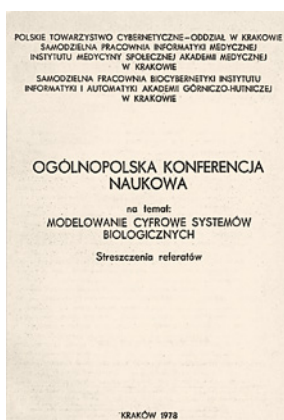 POLSKIE TOWARZYSTWO CYBERNETYCZNE–ODDZIAŁ W KRAKOWIE
SAMODZIELNA PRACOWNIA INFORMATYKI MEDYCZNEJ
INSTYTUTU MEDYCYNY SPOŁECZNEJ AKADEMII MEDYCZNEJ
W KRAKOWIE
SAMODZIELNA PRACOWNIA BIOCYBERNETYKI INSTYTUTU
INFORMATYKI I AUTOMATYKI AKADEMII GÓRNICZO-HUTNICZEJ
W KRAKOWIE
OGÓLNOPOLSKA KONFERENCJA
NAUKOWA
na temat:
MODELOWANIE CYFROWE SYSTEMÓW
BIOLOGICZNYCH
Streszczenia referatów
KRAKÓW 1978